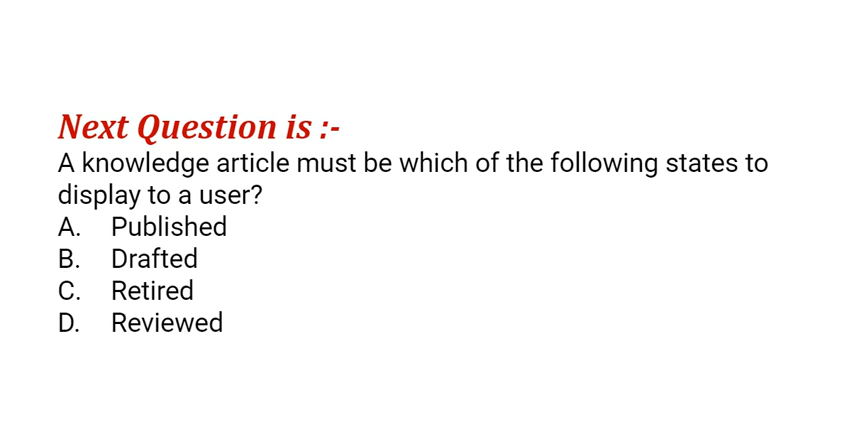 Next Question is :-
A knowledge article must be which of the following states to
display to a user?
A. Published
B. Drafted
C. Retired
D. Reviewed